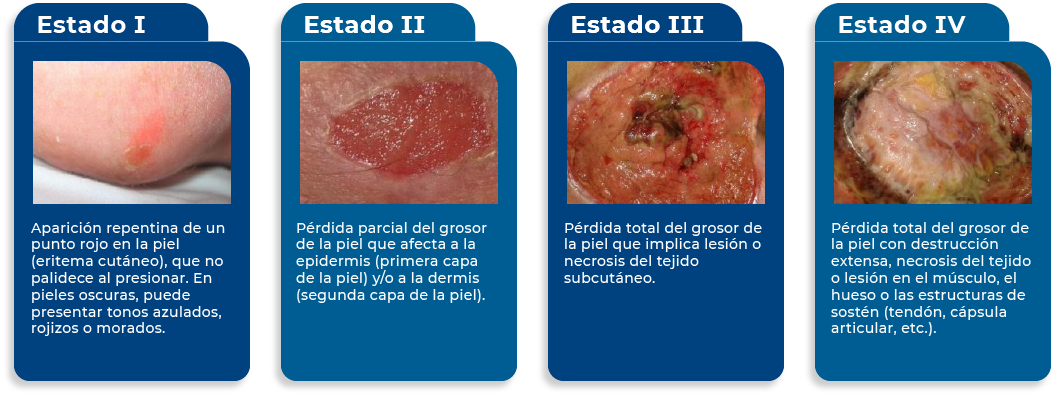 Estado I
Aparición repentina de un
punto rojo en la piel
(eritema cutáneo), que no
palidece al presionar. En
pieles oscuras, puede
presentar tonos azulados,
rojizos o morados.
Estado II
Pérdida parcial del grosor
de la piel que afecta a la
epidermis (primera capa
de la piel) y/o a la dermis
(segunda capa de la piel).
Estado III
Pérdida total del grosor de
la piel que implica lesión o
necrosis del tejido
subcutáneo.
Estado IV
Pérdida total del grosor de
la piel con destrucción
extensa, necrosis del tejido
o lesión en el músculo, el
hueso o las estructuras de
sostén (tendón, cápsula
articular, etc.).